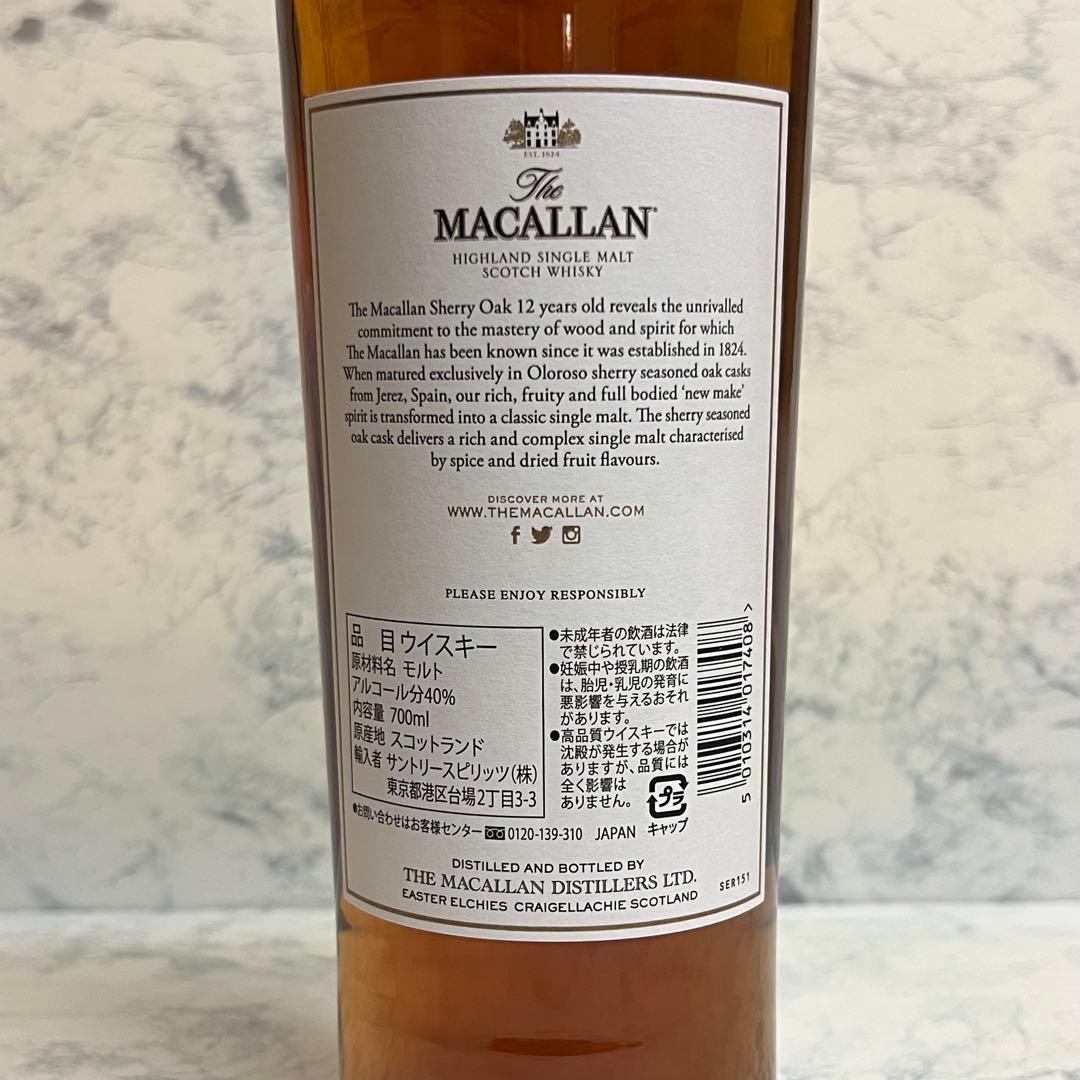 EST. 1824
The
MACALLAN®
HIGHLAND SINGLE MALT
SCOTCH WHISKY
The Macallan Sherry Oak 12 years old reveals the unrivalled
commitment to the mastery of wood and spirit for which
The Macallan has been known since it was established in 1824.
When matured exclusively in Oloroso sherry seasoned oak casks
from Jerez, Spain, our rich, fruity and full bodied ‘new make’
spirit is transformed into a classic single malt. The sherry seasoned
oak cask delivers a rich and complex single malt characterised
by spice and dried fruit flavours.
DISCOVER MORE AT
WWW.THEMACALLAN.COM
PLEASE ENJOY RESPONSIBLY
品 目 ウイスキー
原材料名 モルト
アルコール分40%
内容量 700ml
原産地 スコットランド
輸入者 サントリースピリッツ(株)
東京都港区台場2丁目3-3
●未成年者の飲酒は法律
で禁じられています。
●妊娠中や授乳期の飲酒
は、胎児・乳児の発育に
悪影響を与えるおそれ
があります。
●高品質ウイスキーでは
沈殿が発生する場合が
ありますが、品質には
全く影響は
ありません。
プラ
キャップ
5 010314 017408 >
●お問い合わせはお客様センター 0120-139-310 JAPAN
DISTILLED AND BOTTLED BY
THE MACALLAN DISTILLERS LTD.
EASTER ELCHIES CRAIGELLACHIE SCOTLAND
SER151